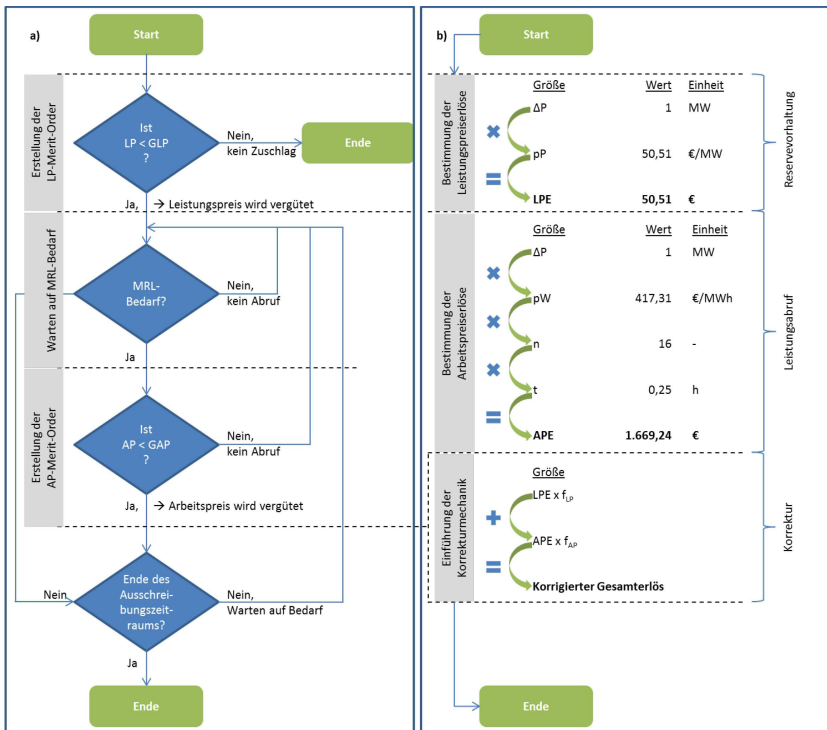 a)
Start
Erstellung der
LP-Merit-Order
Ist
LP < GLP
?
Nein,
kein Zuschlag
Ende
Ja, → Leistungspreis wird vergütet
Warten auf MRL-Bedarf
MRL-
Bedarf?
Nein,
kein Abruf
Ja
Erstellung der
AP-Merit-Order
Ist
AP < GAP
?
Nein,
kein Abruf
Ja, → Arbeitspreis wird vergütet
Nein
Ende des
Ausschrei-
bungszeit-
raums?
Nein,
Warten auf Bedarf
Ja
Ende
b)
Start
Bestimmung der
Leistungspreiserlöse
Größe Wert Einheit
ΔP 1 MW
pP 50,51 €/MW
LPE 50,51 €
Reservevorhaltung
Bestimmung der
Arbeitspreiserlöse
Größe Wert Einheit
ΔP 1 MW
pW 417,31 €/MWh
n 16 -
t 0,25 h
APE 1.669,24 €
Leistungsabruf
Einführung der
Korrekturmechanik
Größe
LPE x fLP
APE x fAP
Korrigierter Gesamterlös
Korrektur
Ende